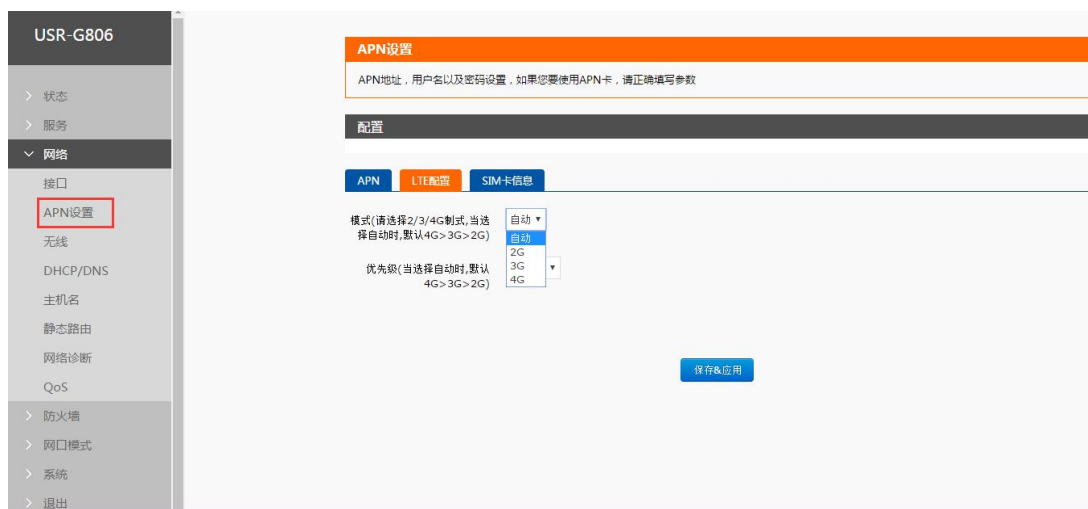 USR-G806
状态
服务
网络
接口
APN设置
无线
DHCP/DNS
主机名
静态路由
网络诊断
QoS
防火墙
网口模式
系统
退出
APN设置
APN地址，用户名以及密码设置，如果您要使用APN卡，请正确填写参数
配置
APN LTE配置 SIM卡信息
模式(请选择2/3/4G制式,当选
择自动时,默认4G>3G>2G)
自动
自动
2G
3G
4G
优先级(当选择自动时,默认
4G>3G>2G)
保存&应用